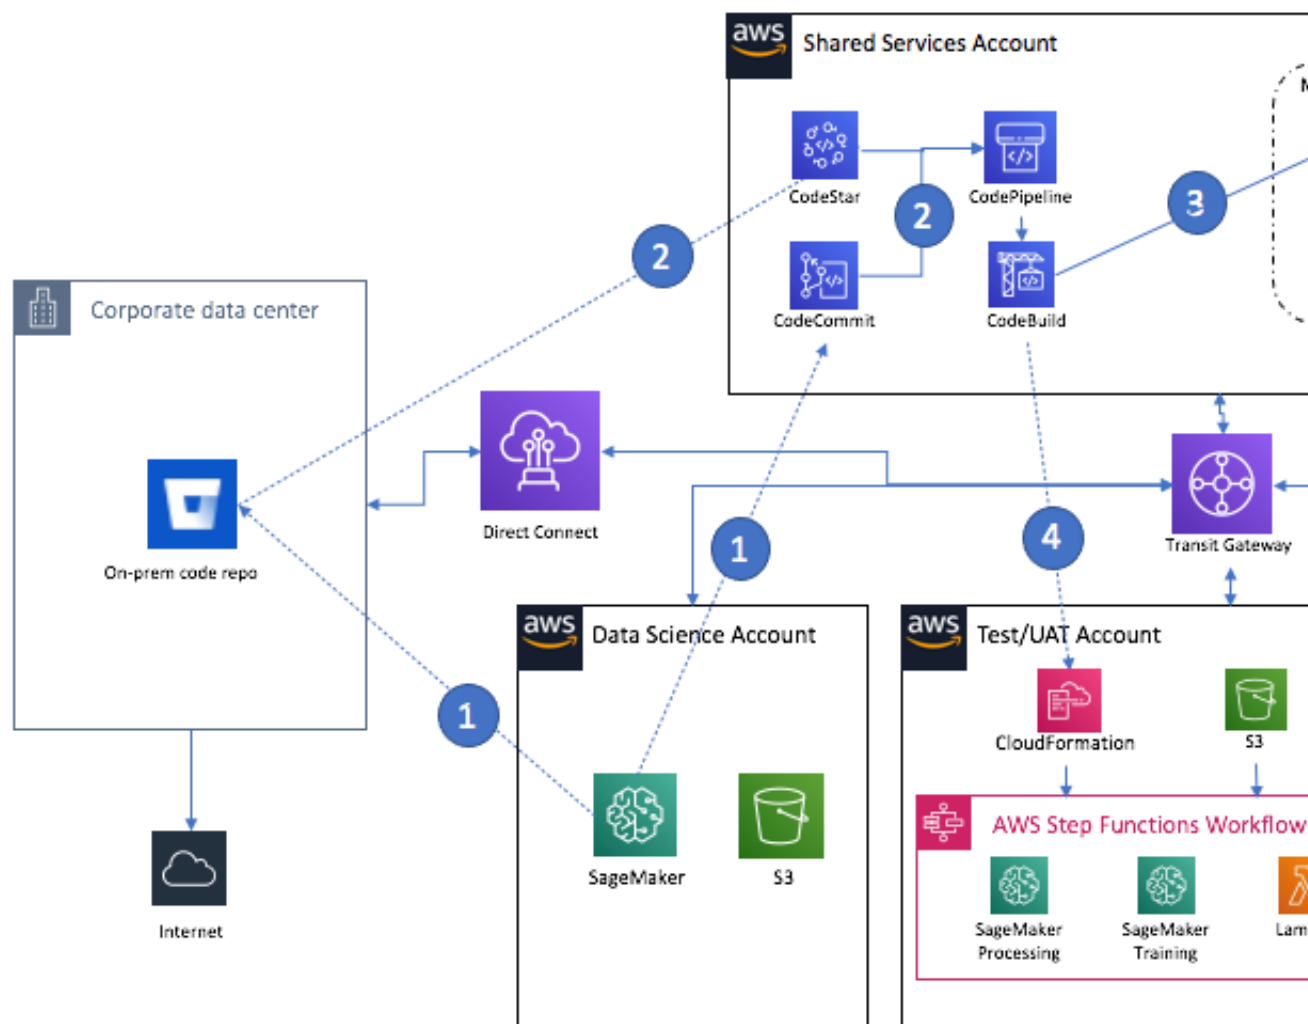 aws
Shared Services Account
CodeStar
CodePipeline
2
3
2
CodeCommit
CodeBuild
Corporate data center
Direct Connect
On-prem code repo
1
4
Transit Gateway
aws
Data Science Account
aws
Test/UAT Account
1
CloudFormation
S3
AWS Step Functions Workflow
SageMaker
S3
Internet
SageMaker
Processing
SageMaker
Training